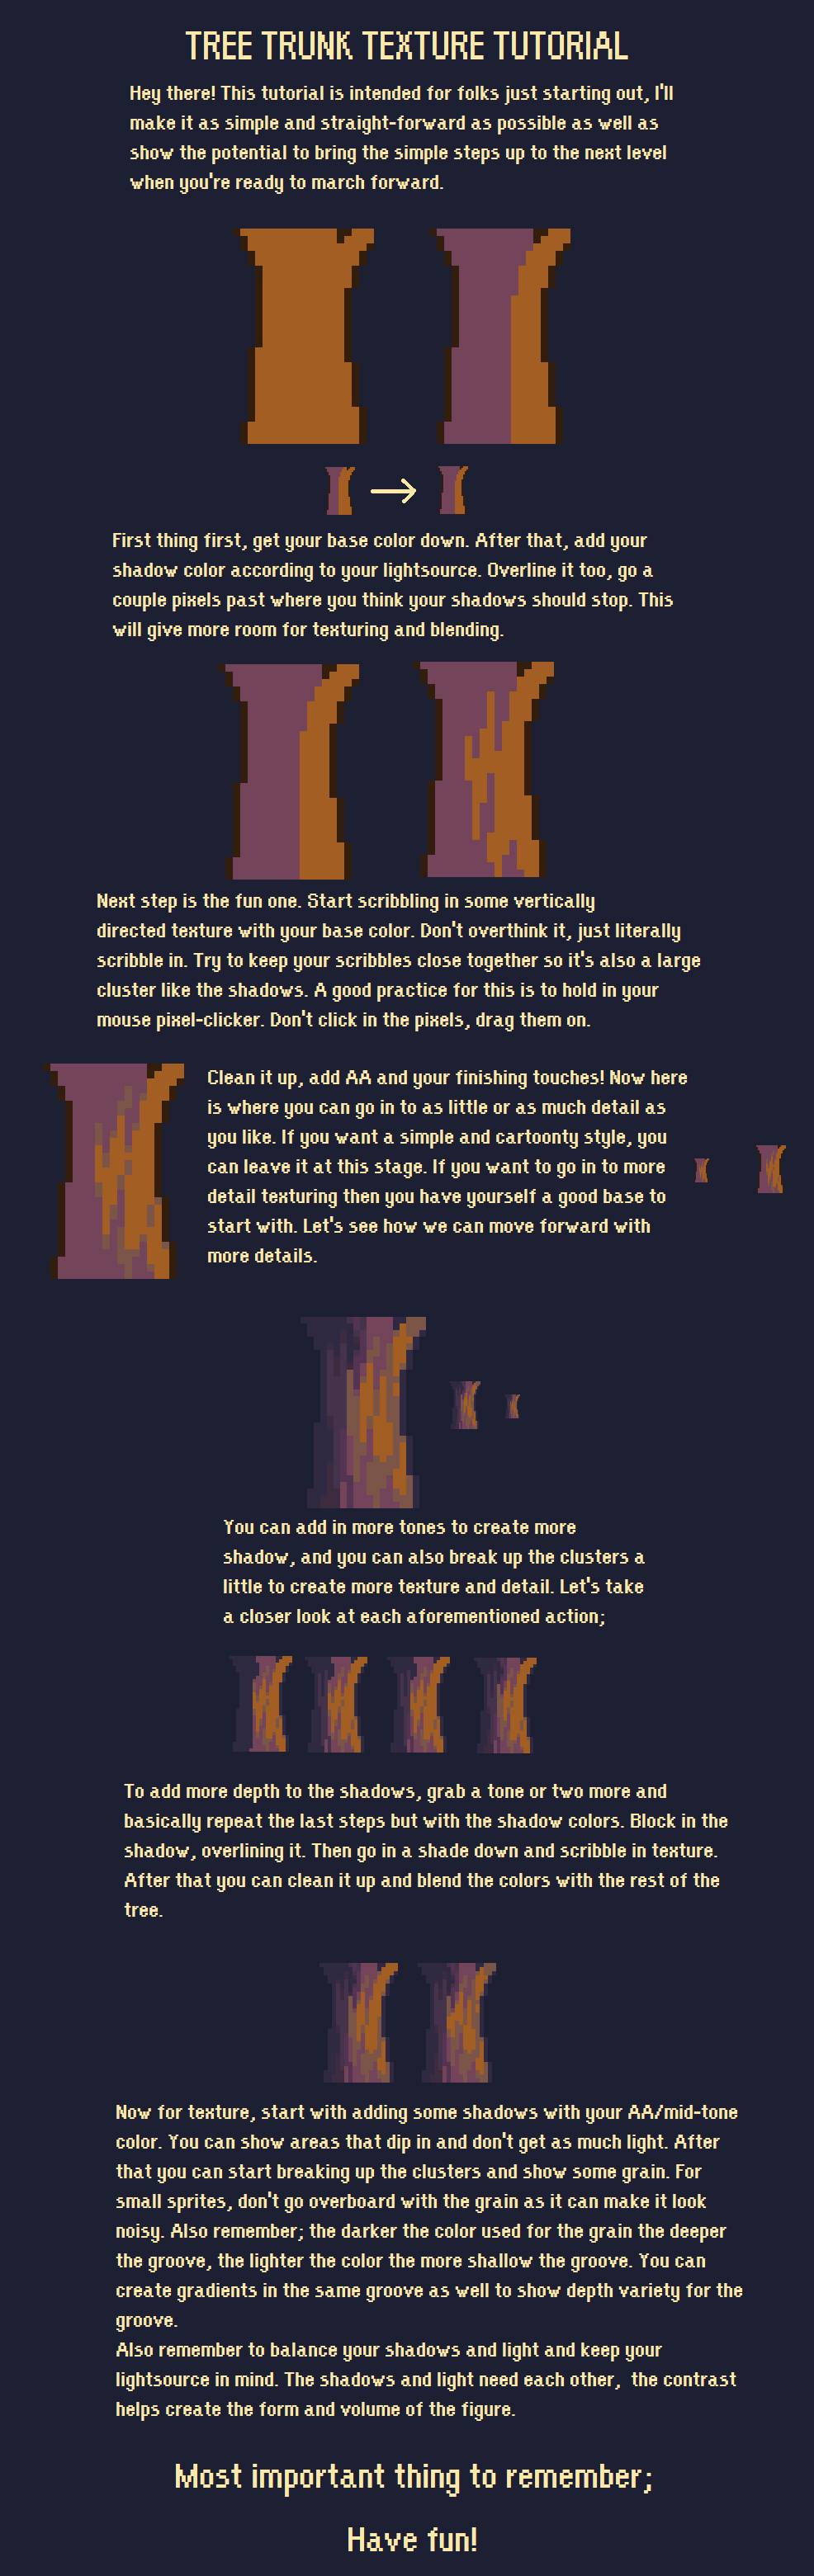 TREE TRUNK TEXTURE TUTORIAL
Hey there! This tutorial is intended for folks just starting out, I'll
make it as simple and straight-forward as possible as well as
show the potential to bring the simple steps up to the next level
when you're ready to march forward.
First thing first, get your base color down. After that, add your
shadow color according to your lightsource. Overline it too, go a
couple pixels past where you think your shadows should stop. This
will give more room for texturing and blending.
Next step is the fun one. Start scribbling in some vertically
directed texture with your base color. Don't overthink it, just literally
scribble in. Try to keep your scribbles close together so it's also a large
cluster like the shadows. A good practice for this is to hold in your
mouse pixel-clicker. Don't click in the pixels, drag them on.
Clean it up, add AA and your finishing touches! Now here
is where you can go in to as little or as much detail as
you like. If you want a simple and cartoonty style, you
can leave it at this stage. If you want to go in to more
detail texturing then you have yourself a good base to
start with. Let's see how we can move forward with
more details.
You can add in more tones to create more
shadow, and you can also break up the clusters a
little to create more texture and detail. Let's take
a closer look at each aforementioned action;
To add more depth to the shadows, grab a tone or two more and
basically repeat the last steps but with the shadow colors. Block in the
shadow, overlining it. Then go in a shade down and scribble in texture.
After that you can clean it up and blend the colors with the rest of the
tree.
Now for texture, start with adding some shadows with your AA/mid-tone
color. You can show areas that dip in and don't get as much light. After
that you can start breaking up the clusters and show some grain. For
small sprites, don't go overboard with the grain as it can make it look
noisy. Also remember; the darker the color used for the grain the deeper
the groove, the lighter the color the more shallow the groove. You can
create gradients in the same groove as well to show depth variety for the
groove.
Also remember to balance your shadows and light and keep your
lightsource in mind. The shadows and light need each other,  the contrast
helps create the form and volume of the figure.
Most important thing to remember;
Have fun!